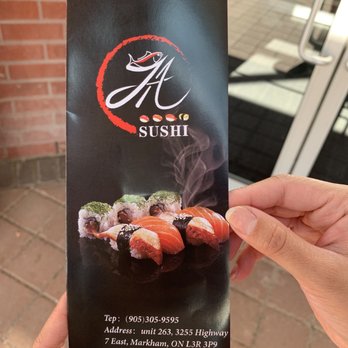 JA
SUSHI
Tep : (905)305-9595
Address : unit 263, 3255 Highway
7 East, Markham, ON L3R 3P9